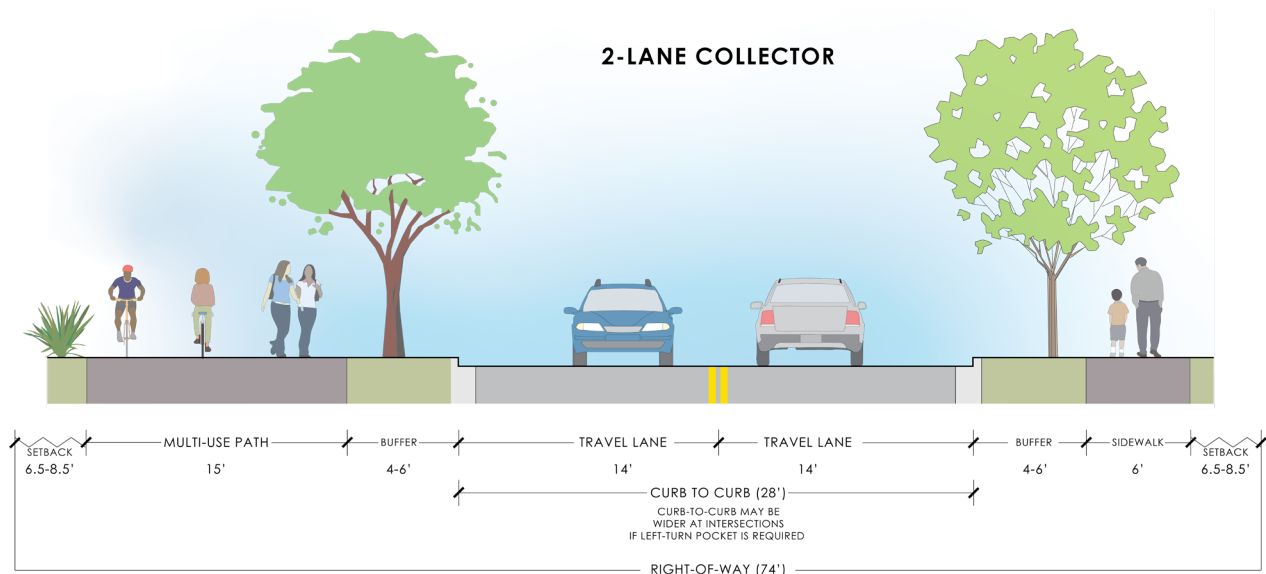 2-LANE COLLECTOR
MULTI-USE PATH
BUFFER
TRAVEL LANE
TRAVEL LANE
BUFFER
SIDEWALK
SETBACK
SETBACK
6.5-8.5'
15'
4-6'
14'
14'
4-6'
6'
6.5-8.5'
CURB TO CURB (28')
CURB-TO-CURB MAY BE
WIDER AT INTERSECTIONS
IF LEFT-TURN POCKET IS REQUIRED
RIGHT-OF-WAY (74')